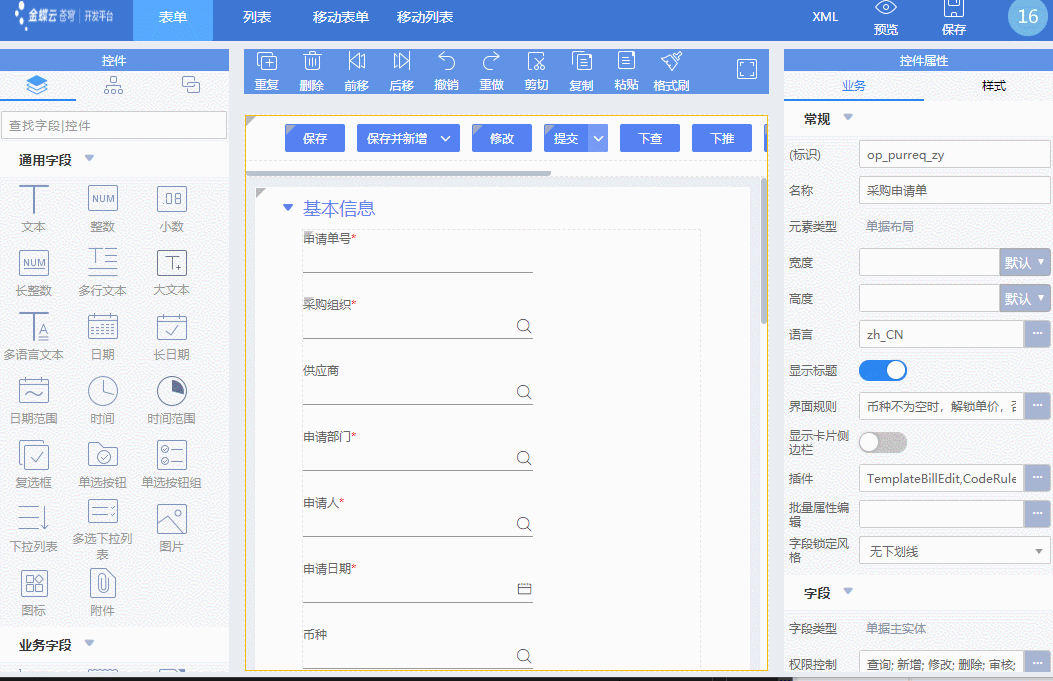 金蝶云 苍穹 | 开发平台
表单 列表 移动表单 移动列表
XML 预览 保存 16
控件
查找字段|控件
通用字段
文本 整数 小数
NUM .08
长整数 多行文本 大文本
NUM
多语言文本 日期 长日期
日期范围 时间 时间范围
复选框 单选按钮 单选按钮组
下拉列表 多选下拉列表 图片
图标 附件
业务字段
重复 删除 前移 后移 撤销 重做 剪切 复制 粘贴 格式刷
保存 保存并新增 修改 提交 下查 下推
基本信息
申请单号*
采购组织*
供应商
申请部门*
申请人*
申请日期*
币种
控件属性
业务 样式
常规
(标识) op_purreq_zy
名称 采购申请单
元素类型 单据布局
宽度 默认
高度 默认
语言 zh_CN ...
显示标题
界面规则 币种不为空时，解锁单价， ...
显示卡片侧边栏
插件 TemplateBillEdit,CodeRule ...
批量属性编辑 ...
字段锁定风格 无下划线
字段
字段类型 单据主实体
权限控制 查询; 新增; 修改; 删除; 审核; ...